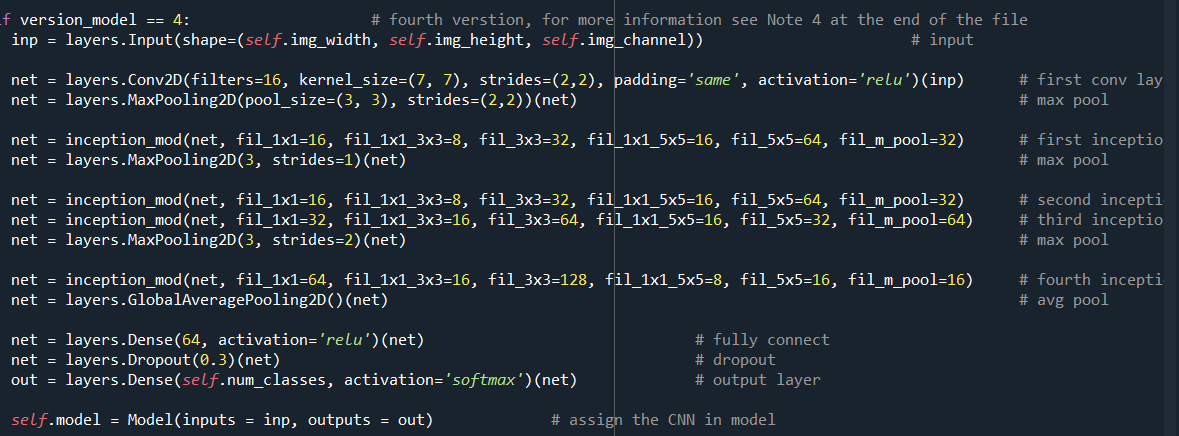 f version_model == 4: # fourth verstion, for more information see Note 4 at the end of the file
inp = layers.Input(shape=(self.img_width, self.img_height, self.img_channel)) # input
net = layers.Conv2D(filters=16, kernel_size=(7, 7), strides=(2,2), padding='same', activation='relu')(inp) # first conv lay
net = layers.MaxPooling2D(pool_size=(3, 3), strides=(2,2))(net) # max pool
net = inception_mod(net, fil_1x1=16, fil_1x1_3x3=8, fil_3x3=32, fil_1x1_5x5=16, fil_5x5=64, fil_m_pool=32) # first inceptio
net = layers.MaxPooling2D(3, strides=1)(net) # max pool
net = inception_mod(net, fil_1x1=16, fil_1x1_3x3=8, fil_3x3=32, fil_1x1_5x5=16, fil_5x5=64, fil_m_pool=32) # second incepti
net = inception_mod(net, fil_1x1=32, fil_1x1_3x3=16, fil_3x3=64, fil_1x1_5x5=16, fil_5x5=32, fil_m_pool=64) # third inceptio
net = layers.MaxPooling2D(3, strides=2)(net) # max pool
net = inception_mod(net, fil_1x1=64, fil_1x1_3x3=16, fil_3x3=128, fil_1x1_5x5=8, fil_5x5=16, fil_m_pool=16) # fourth incepti
net = layers.GlobalAveragePooling2D()(net) # avg pool
net = layers.Dense(64, activation='relu')(net) # fully connect
net = layers.Dropout(0.3)(net) # dropout
out = layers.Dense(self.num_classes, activation='softmax')(net) # output layer
self.model = Model(inputs = inp, outputs = out) # assign the CNN in model